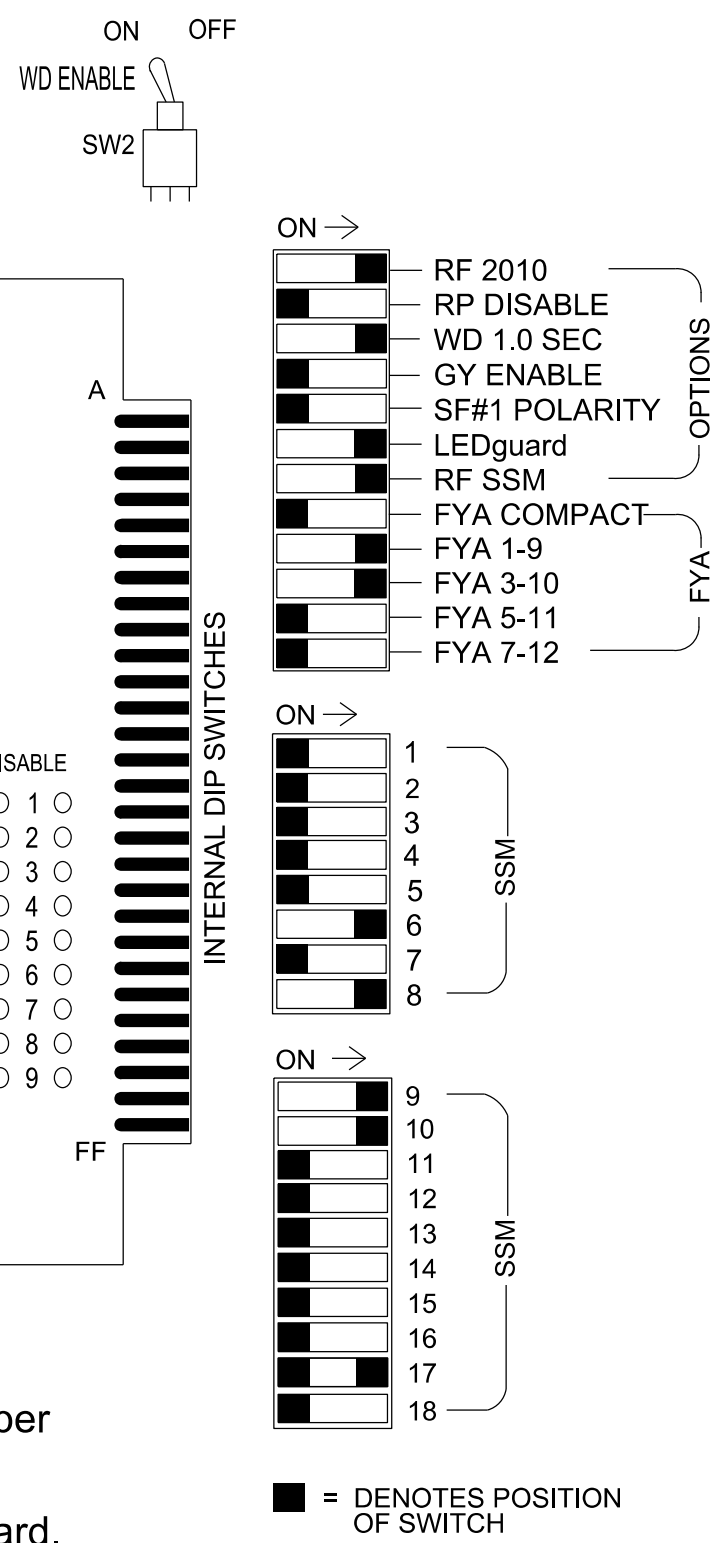 ON OFF
WD ENABLE
SW2
ON →
RF 2010
RP DISABLE
WD 1.0 SEC
GY ENABLE
SF#1 POLARITY
LEDguard
RF SSM
OPTIONS
FYA COMPACT
FYA 1-9
FYA 3-10
FYA 5-11
FYA 7-12
FYA
A
FF
INTERNAL DIP SWITCHES
ISABLE
1
2
3
4
5
6
7
8
9
ON →
1
2
3
4
5
6
7
8
SSM
ON →
9
10
11
12
13
14
15
16
17
18
SSM
ber
ard.
= DENOTES POSITION
OF SWITCH